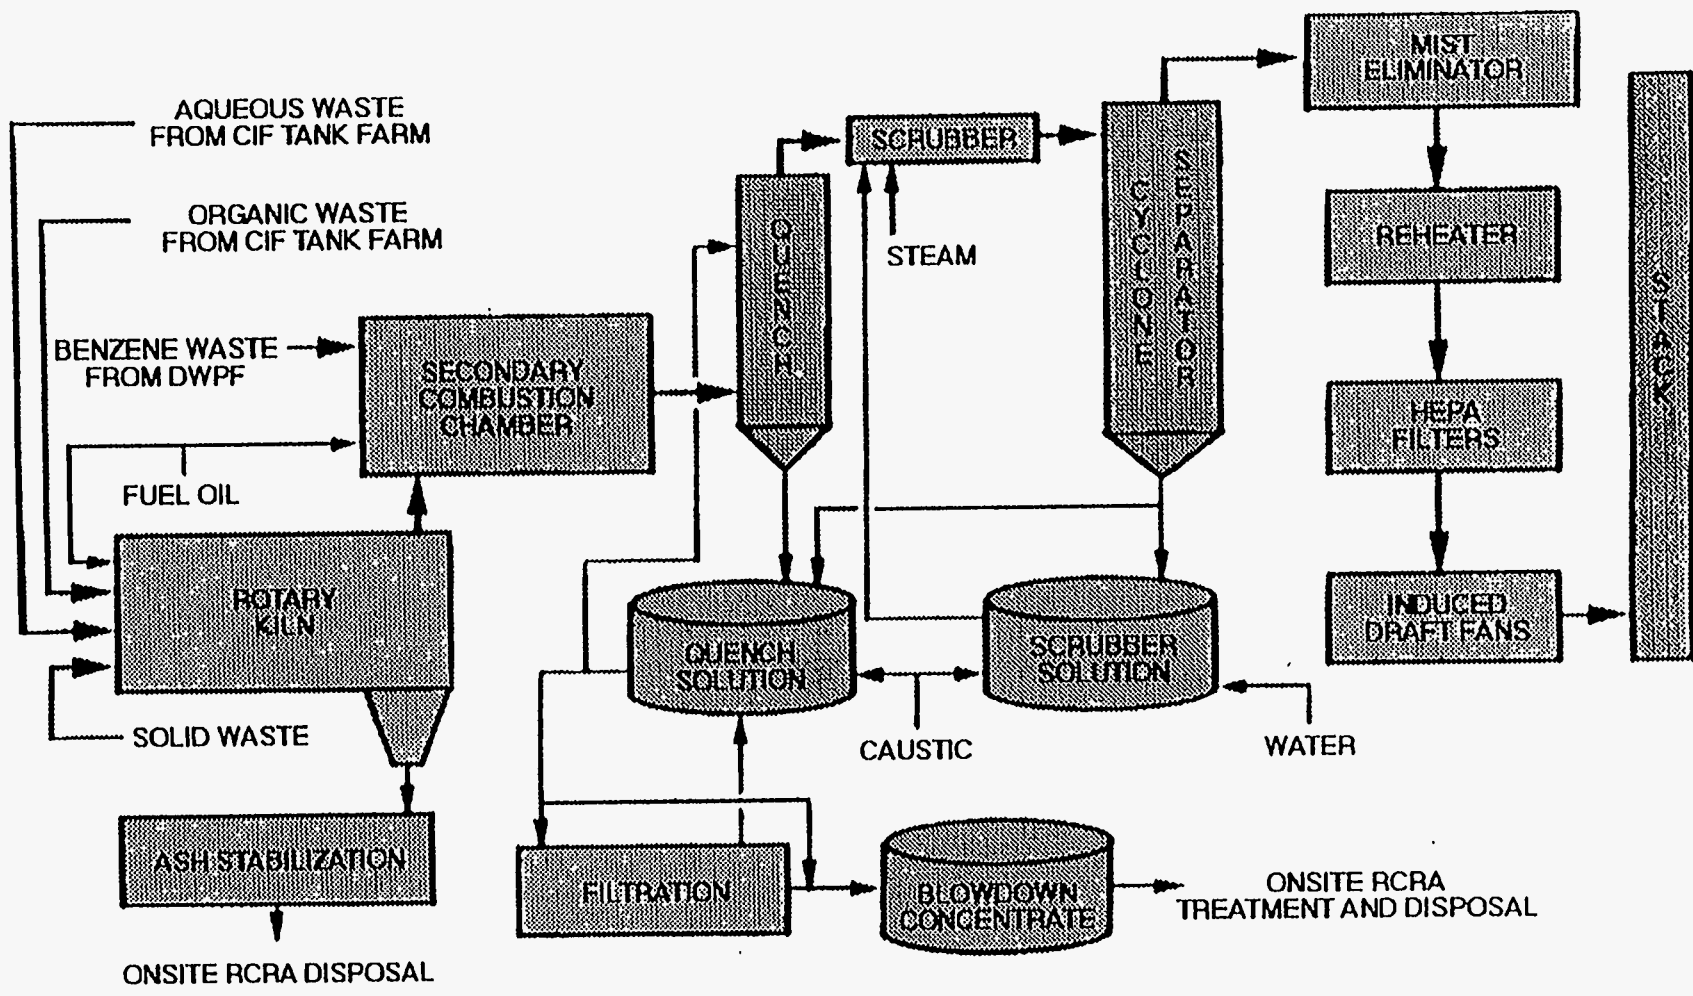 MIST
ELIMINATOR
AQUEOUS WASTE
FROM CIF TANK FARM
SCRUBBER
CYCLONE
SEPARATOR
ORGANIC WASTE
FROM CIF TANK FARM
QUENCH
STEAM
REHEATER
STACK
BENZENE WASTE
FROM DWPF
SECONDARY
COMBUSTION
CHAMBER
HEPA
FILTERS
FUEL OIL
ROTARY
KILN
INDUCED
DRAFT FANS
QUENCH
SOLUTION
SCRUBBER
SOLUTION
SOLID WASTE
CAUSTIC
WATER
ASH STABILIZATION
FILTRATION
BLOWDOWN
CONCENTRATE
ONSITE RCRA
TREATMENT AND DISPOSAL
ONSITE RCRA DISPOSAL